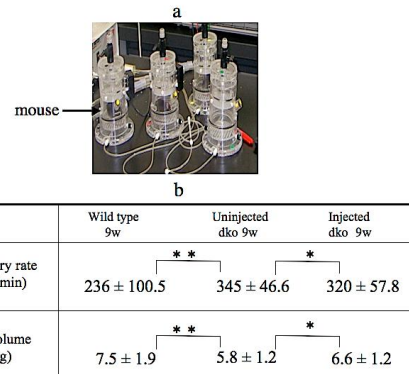 a
mouse
b
Wild type Uninjected Injected
9w dko 9w dko 9w
ry rate ** *
min) 236 ± 100.5 345 ± 46.6 320 ± 57.8
olume ** *
g) 7.5 ± 1.9 5.8 ± 1.2 6.6 ± 1.2